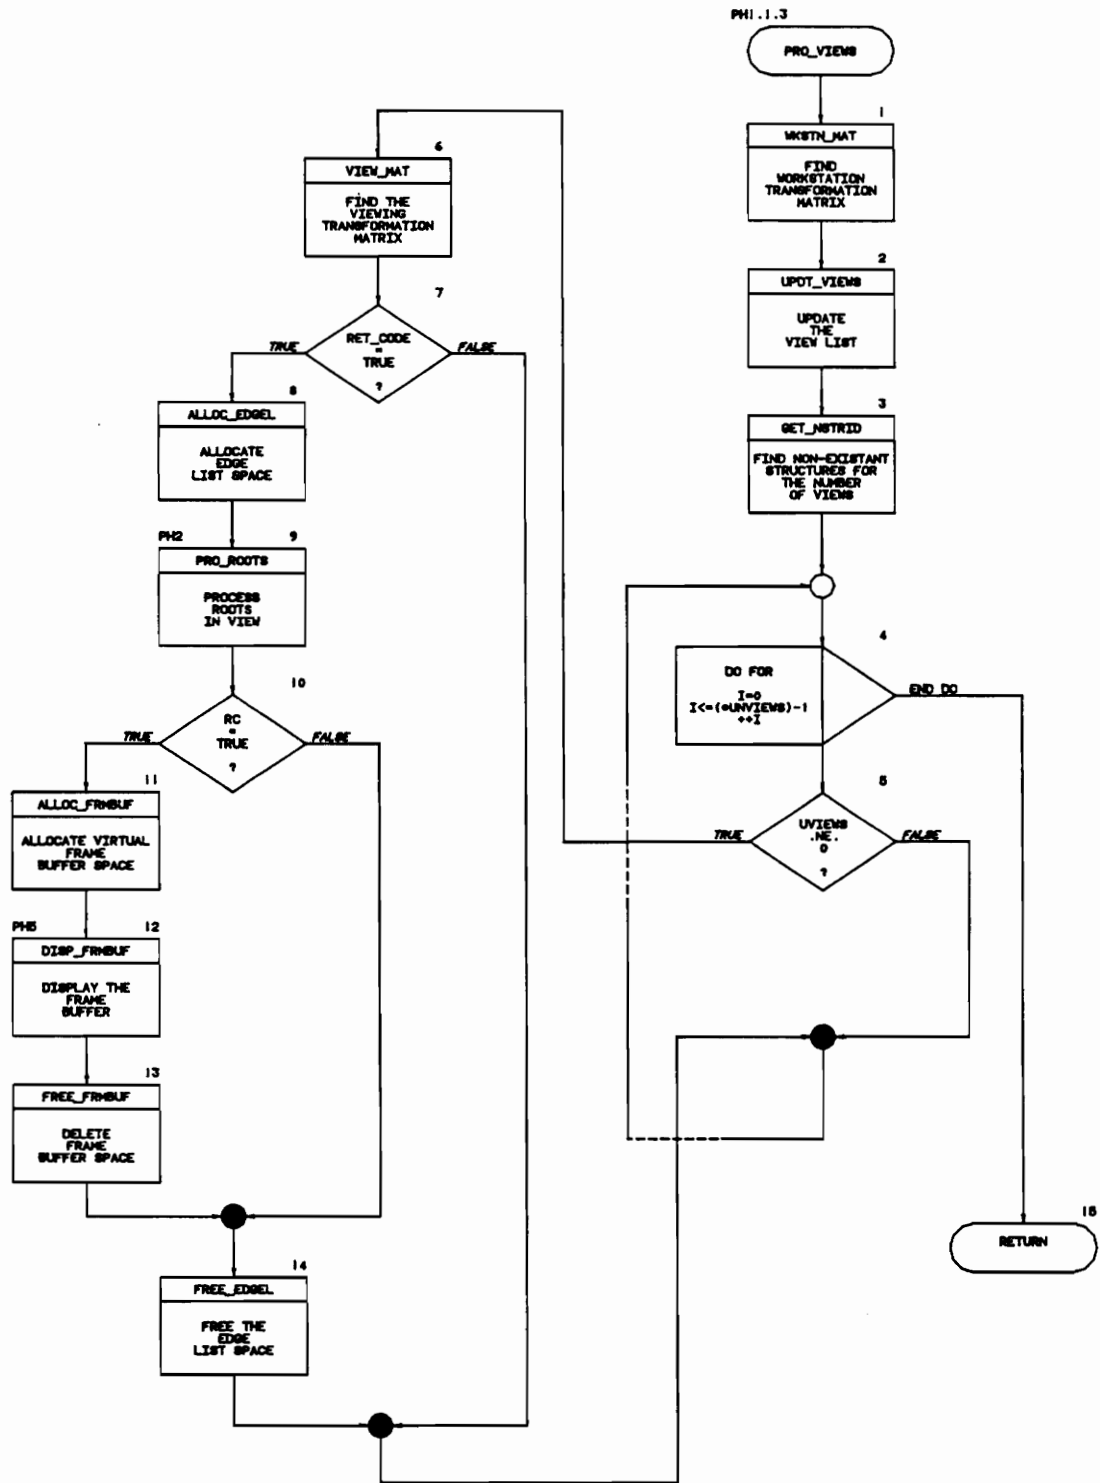 PH1.1.3
PRO_VIEWS
1
WKSTN_MAT
FIND
WORKSTATION
TRANSFORMATION
MATRIX
2
UPDT_VIEWS
UPDATE
THE
VIEW LIST
3
GET_NSTRID
FIND NON-EXISTANT
STRUCTURES FOR
THE NUMBER
OF VIEWS
4
DO FOR
I=0
I<=(*UNVIEWS)-1
++I
END DO
5
UVIEWS
.NE.
0
?
TRUE
FALSE
6
VIEW_MAT
FIND THE
VIEWING
TRANSFORMATION
MATRIX
7
RET_CODE
=
TRUE
?
TRUE
FALSE
8
ALLOC_EDGEL
ALLOCATE
EDGE
LIST SPACE
PH2
9
PRO_ROOTS
PROCESS
ROOTS
IN VIEW
10
RC
=
TRUE
?
TRUE
FALSE
11
ALLOC_FRMBUF
ALLOCATE VIRTUAL
FRAME
BUFFER SPACE
PH5
12
DISP_FRMBUF
DISPLAY THE
FRAME
BUFFER
13
FREE_FRMBUF
DELETE
FRAME
BUFFER SPACE
14
FREE_EDGEL
FREE THE
EDGE
LIST SPACE
15
RETURN